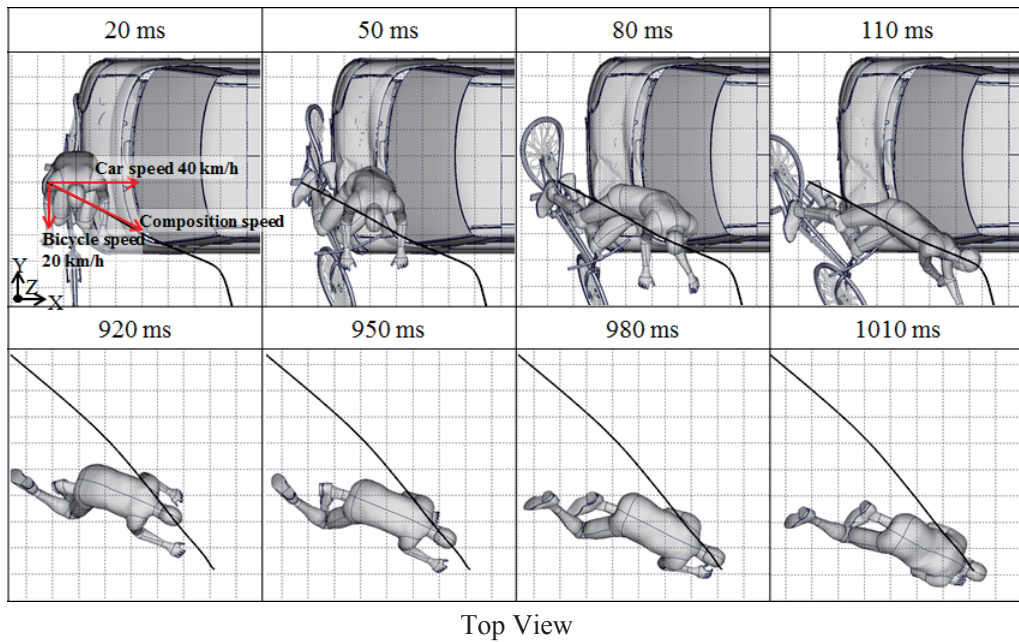 20 ms 50 ms 80 ms 110 ms
Car speed 40 km/h
Composition speed
Bicycle speed
20 km/h
Y
Z
X
920 ms 950 ms 980 ms 1010 ms
Top View